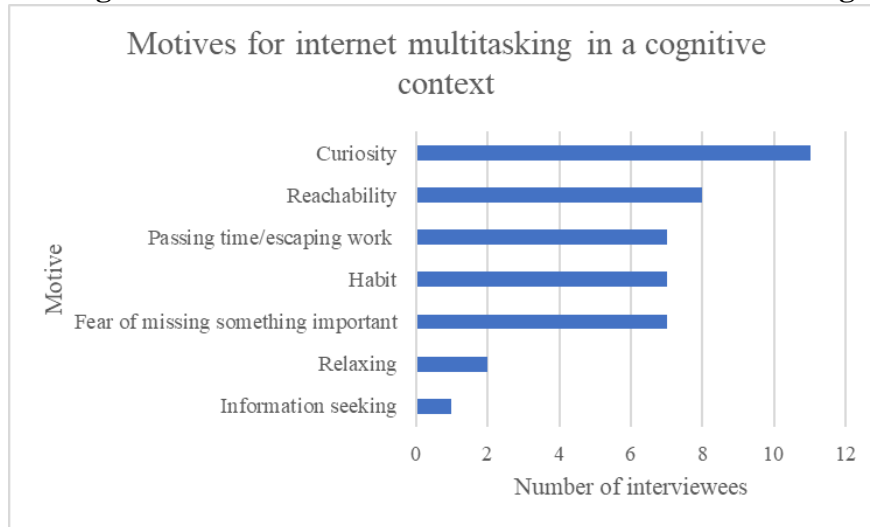 Motives for internet multitasking in a cognitive
context
Curiosity
Reachability
Passing time/escaping work
Habit
Fear of missing something important
Relaxing
Information seeking
Motive
0 2 4 6 8 10 12
Number of interviewees